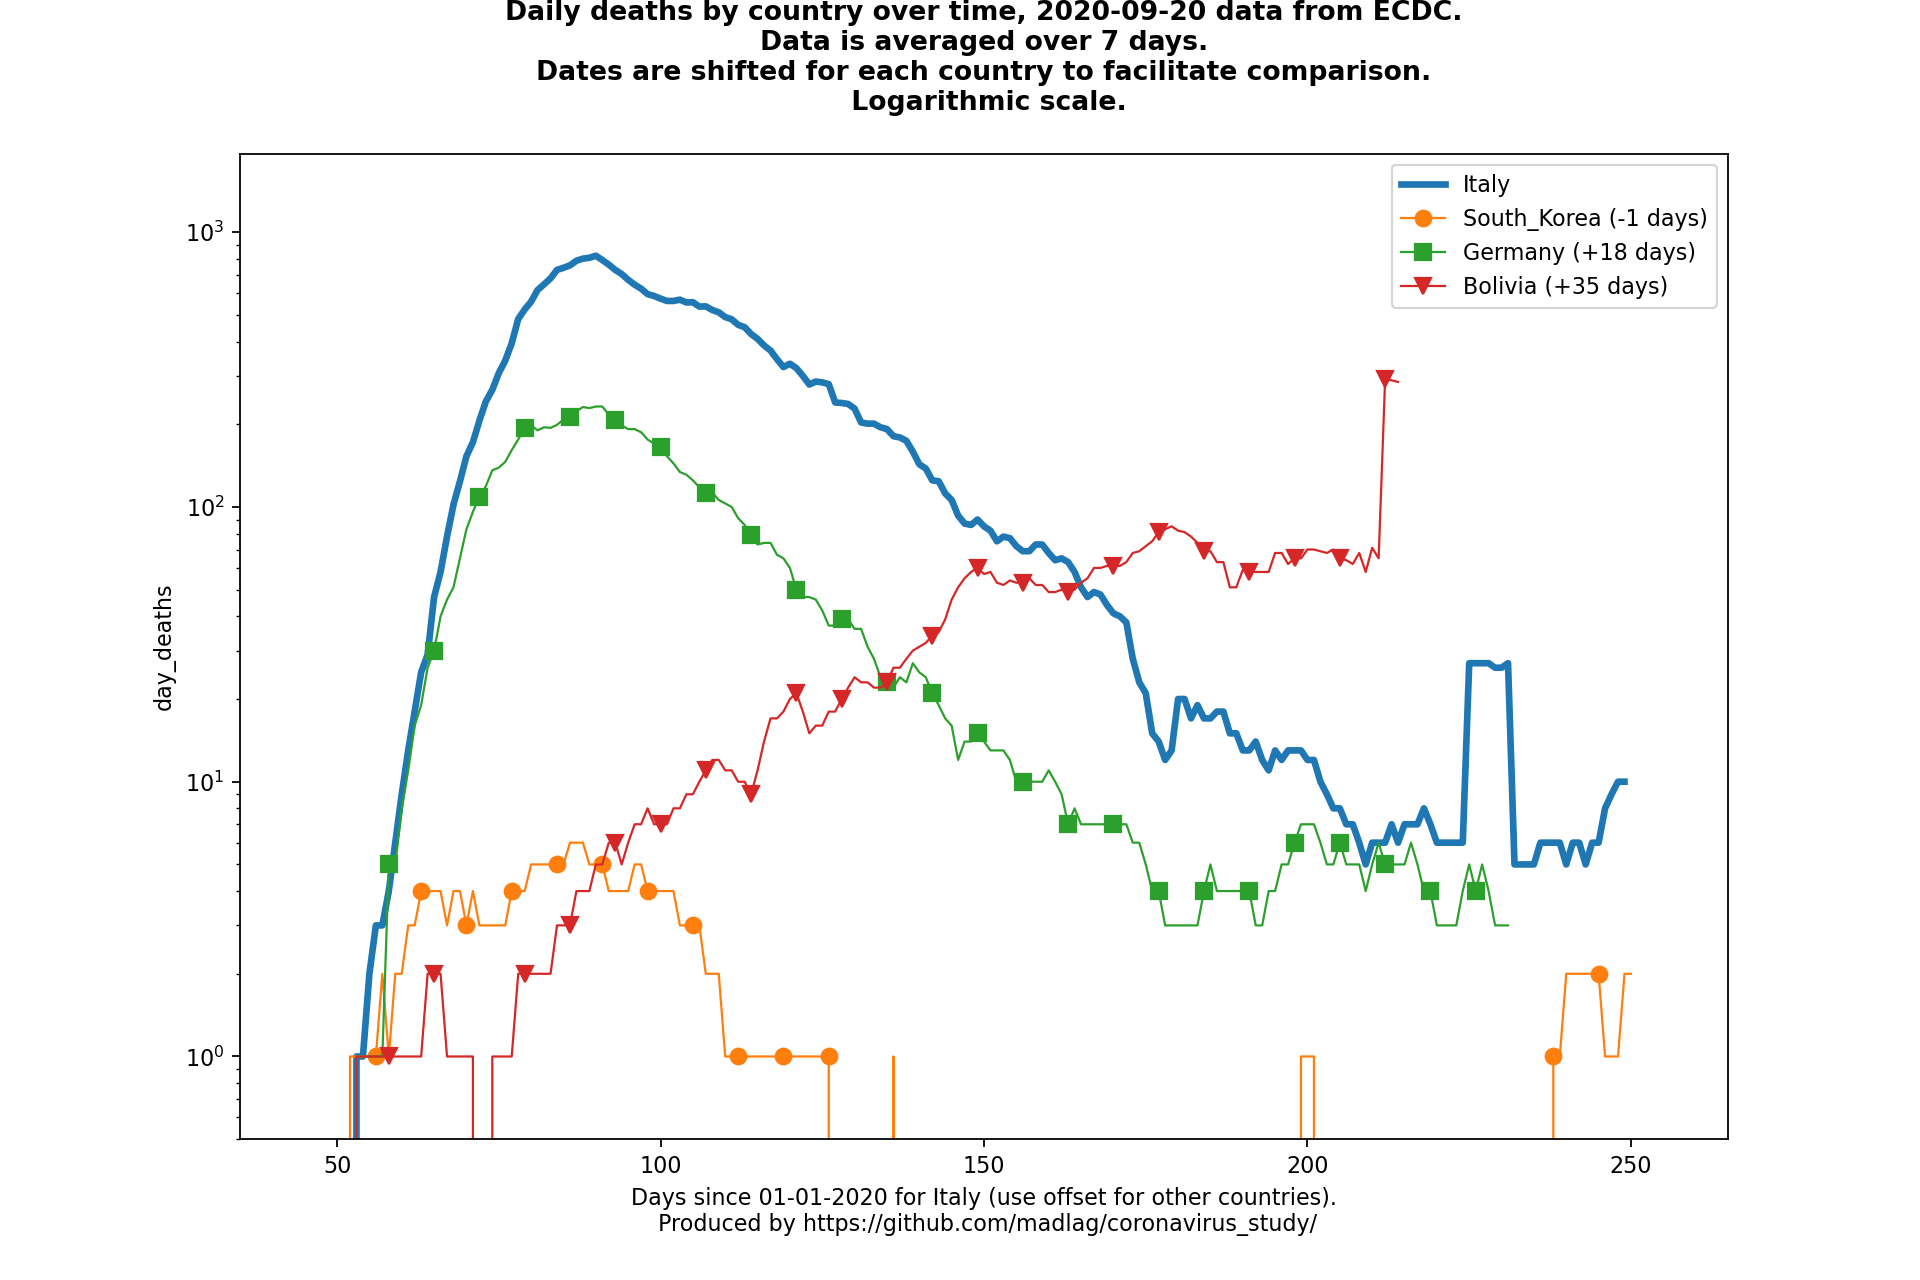 Daily deaths by country over time, 2020-09-20 data from ECDC.
Data is averaged over 7 days.
Dates are shifted for each country to facilitate comparison.
Logarithmic scale.
Italy
South_Korea (-1 days)
Germany (+18 days)
Bolivia (+35 days)
day_deaths
10³
10²
10¹
10⁰
50 100 150 200 250
Days since 01-01-2020 for Italy (use offset for other countries).
Produced by https://github.com/madlag/coronavirus_study/